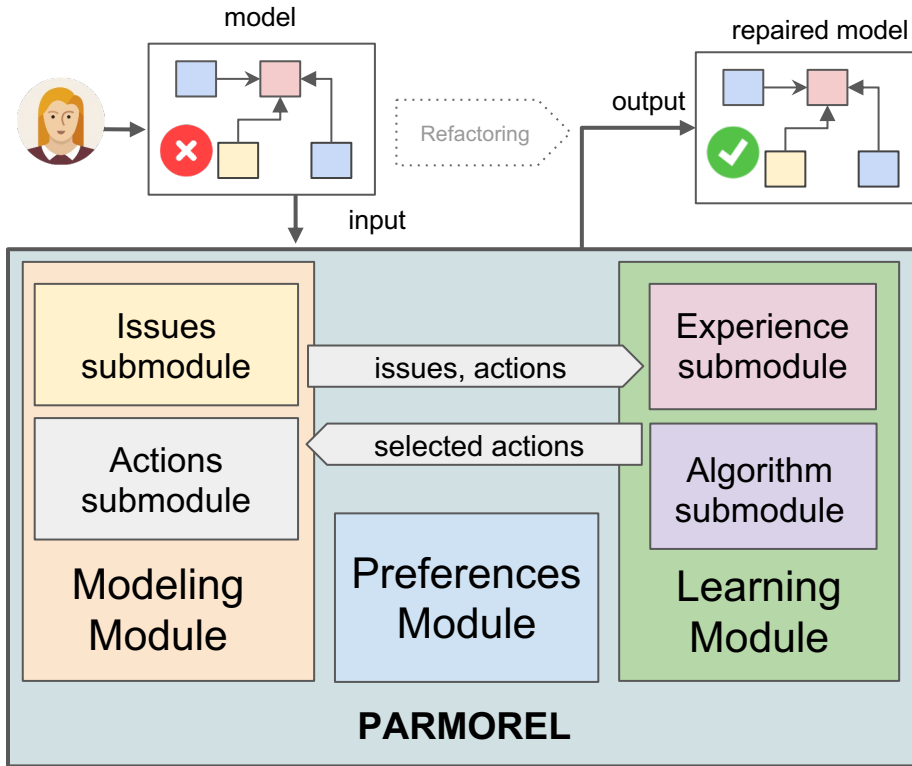 model
repaired model
Refactoring
output
input
Issues
submodule
Actions
submodule
Modeling
Module
issues, actions
selected actions
Preferences
Module
Experience
submodule
Algorithm
submodule
Learning
Module
PARMOREL